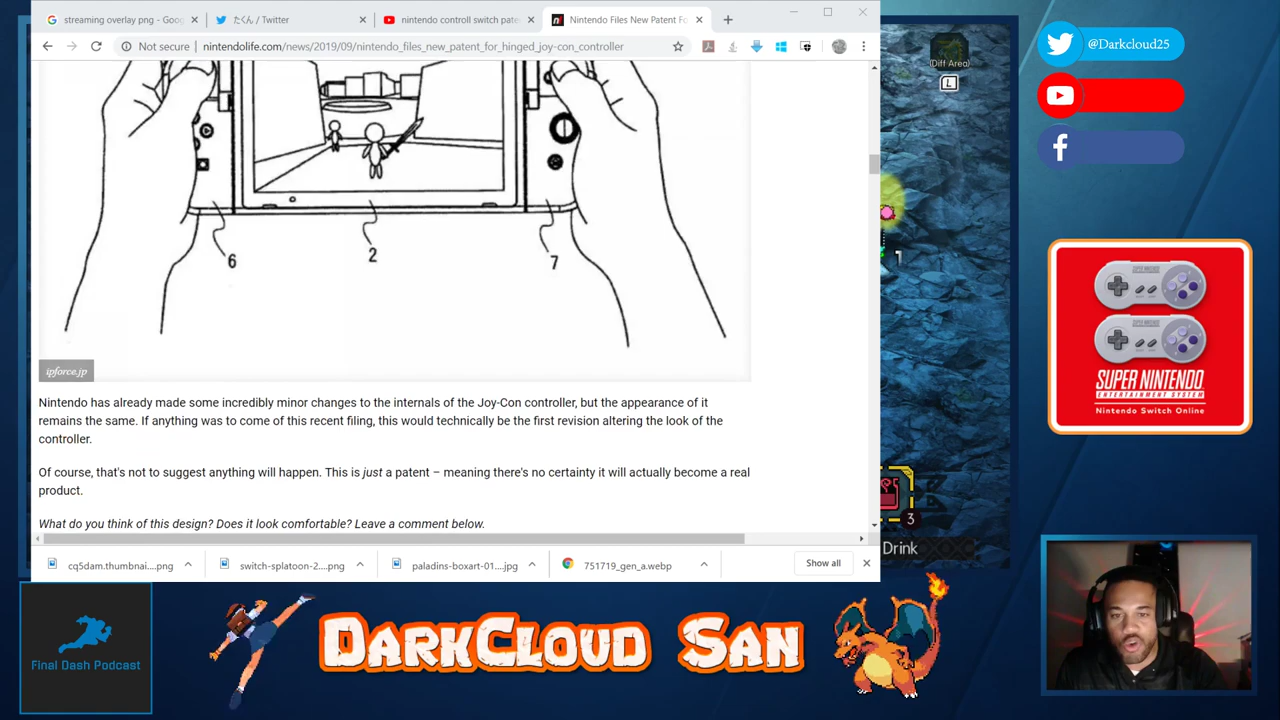 streaming overlay png - Goog
たくん / Twitter
nintendo controll switch pate
Nintendo Files New Patent Fo
Not secure
nintendolife.com/news/2019/09/nintendo_files_new_patent_for_hinged_joy-con_controller
6
2
7
ipforce.jp
Nintendo has already made some incredibly minor changes to the internals of the Joy-Con controller, but the appearance of it
remains the same. If anything was to come of this recent filing, this would technically be the first revision altering the look of the
controller.
Of course, that's not to suggest anything will happen. This is just a patent – meaning there's no certainty it will actually become a real
product.
What do you think of this design? Does it look comfortable? Leave a comment below.
cq5dam.thumbnai....png
switch-splatoon-2....png
paladins-boxart-01....jpg
751719_gen_a.webp
Show all
(Diff Area)
L
1
3
Drink
@Darkcloud25
SUPER NINTENDO
ENTERTAINMENT SYSTEM
Nintendo Switch Online
Final Dash Podcast
DarkCloud San